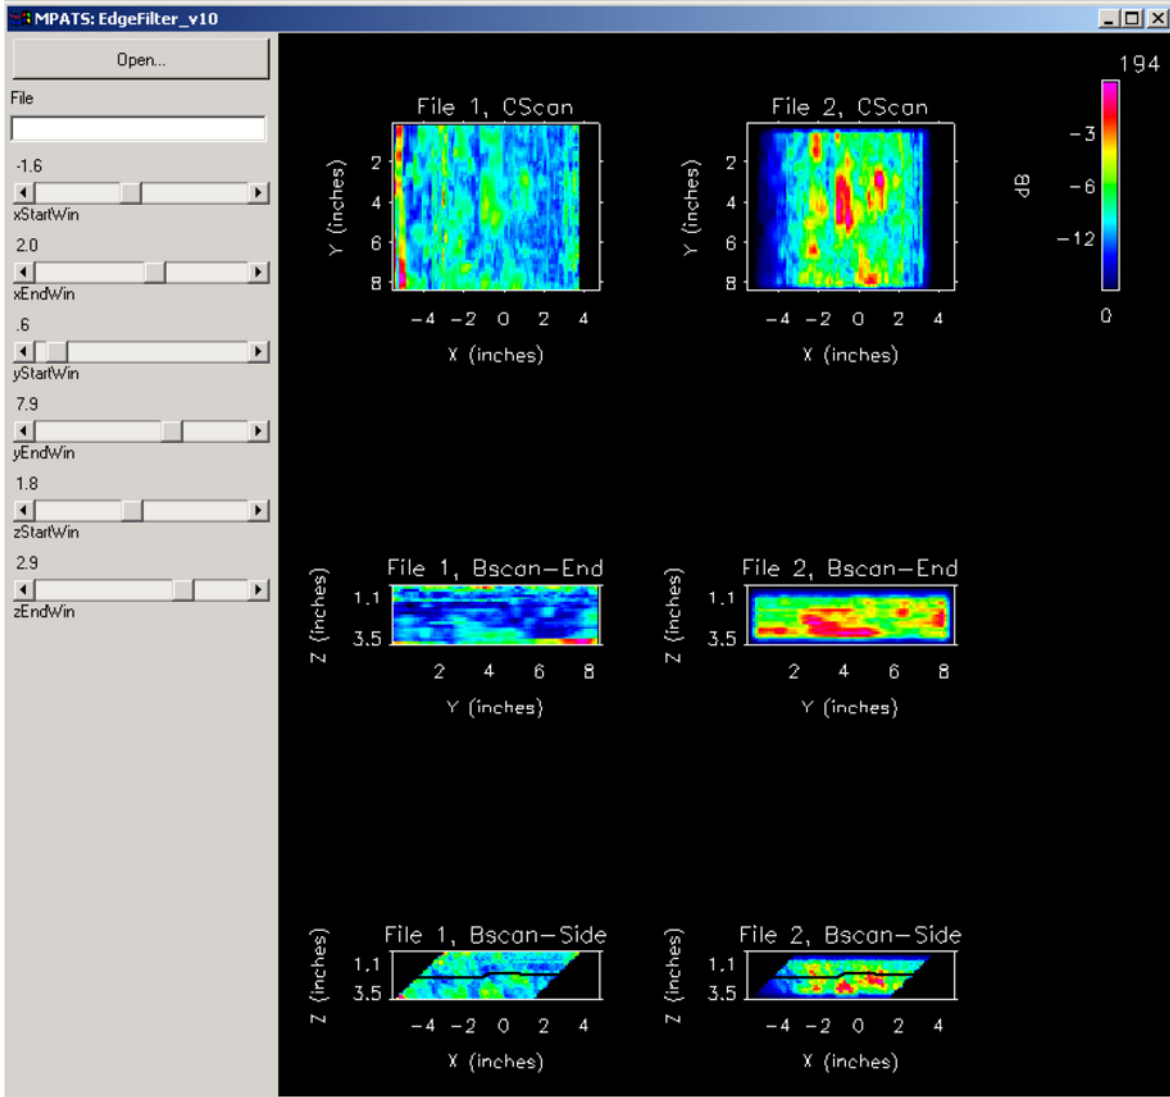 MPATS: EdgeFilter_v10
Open...
File
-1.6
xStartWin
2.0
xEndWin
.6
yStartWin
7.9
yEndWin
1.8
zStartWin
2.9
zEndWin
File 1, CScan
Y (inches)
2
4
6
8
-4 -2 0 2 4
X (inches)
File 2, CScan
Y (inches)
2
4
6
8
-4 -2 0 2 4
X (inches)
194
dB
-3
-6
-12
0
File 1, Bscan-End
Z (inches)
1.1
3.5
2 4 6 8
Y (inches)
File 2, Bscan-End
Z (inches)
1.1
3.5
2 4 6 8
Y (inches)
File 1, Bscan-Side
Z (inches)
1.1
3.5
-4 -2 0 2 4
X (inches)
File 2, Bscan-Side
Z (inches)
1.1
3.5
-4 -2 0 2 4
X (inches)